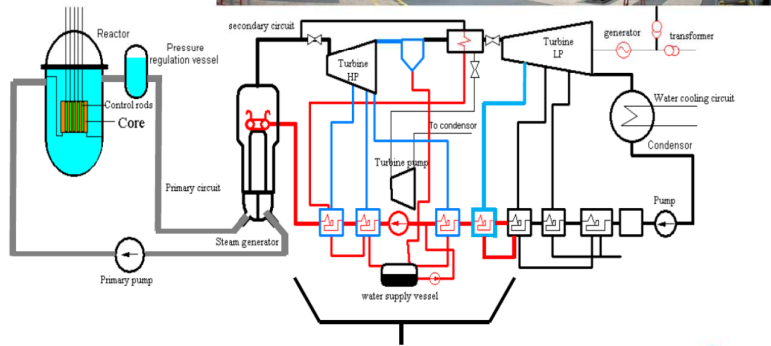 secondary circuit
generator
transformer
Reactor
Pressure
regulation vessel
Turbine
HP
Turbine
LP
Control rods
Core
Water cooling circuit
To condensor
Condensor
Turbine pump
Primary circuit
Pump
Steam generator
Primary pump
water supply vessel